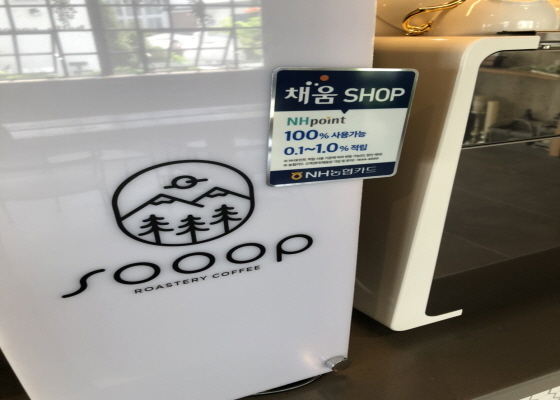 채움 SHOP
NHpoint
100% 사용가능
0.1~1.0% 적립
NH농협카드
sooop
ROASTERY COFFEE